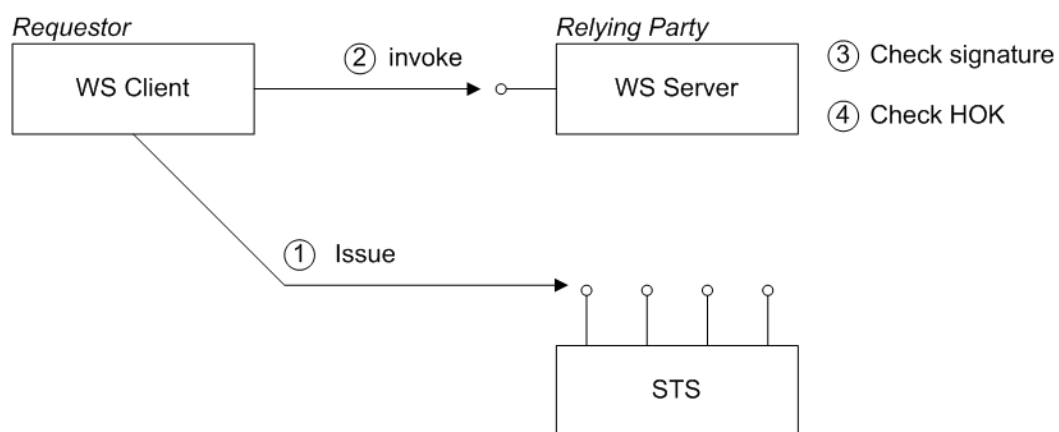 Requestor
Relying Party
WS Client
2 invoke
WS Server
3 Check signature
4 Check HOK
1 Issue
STS